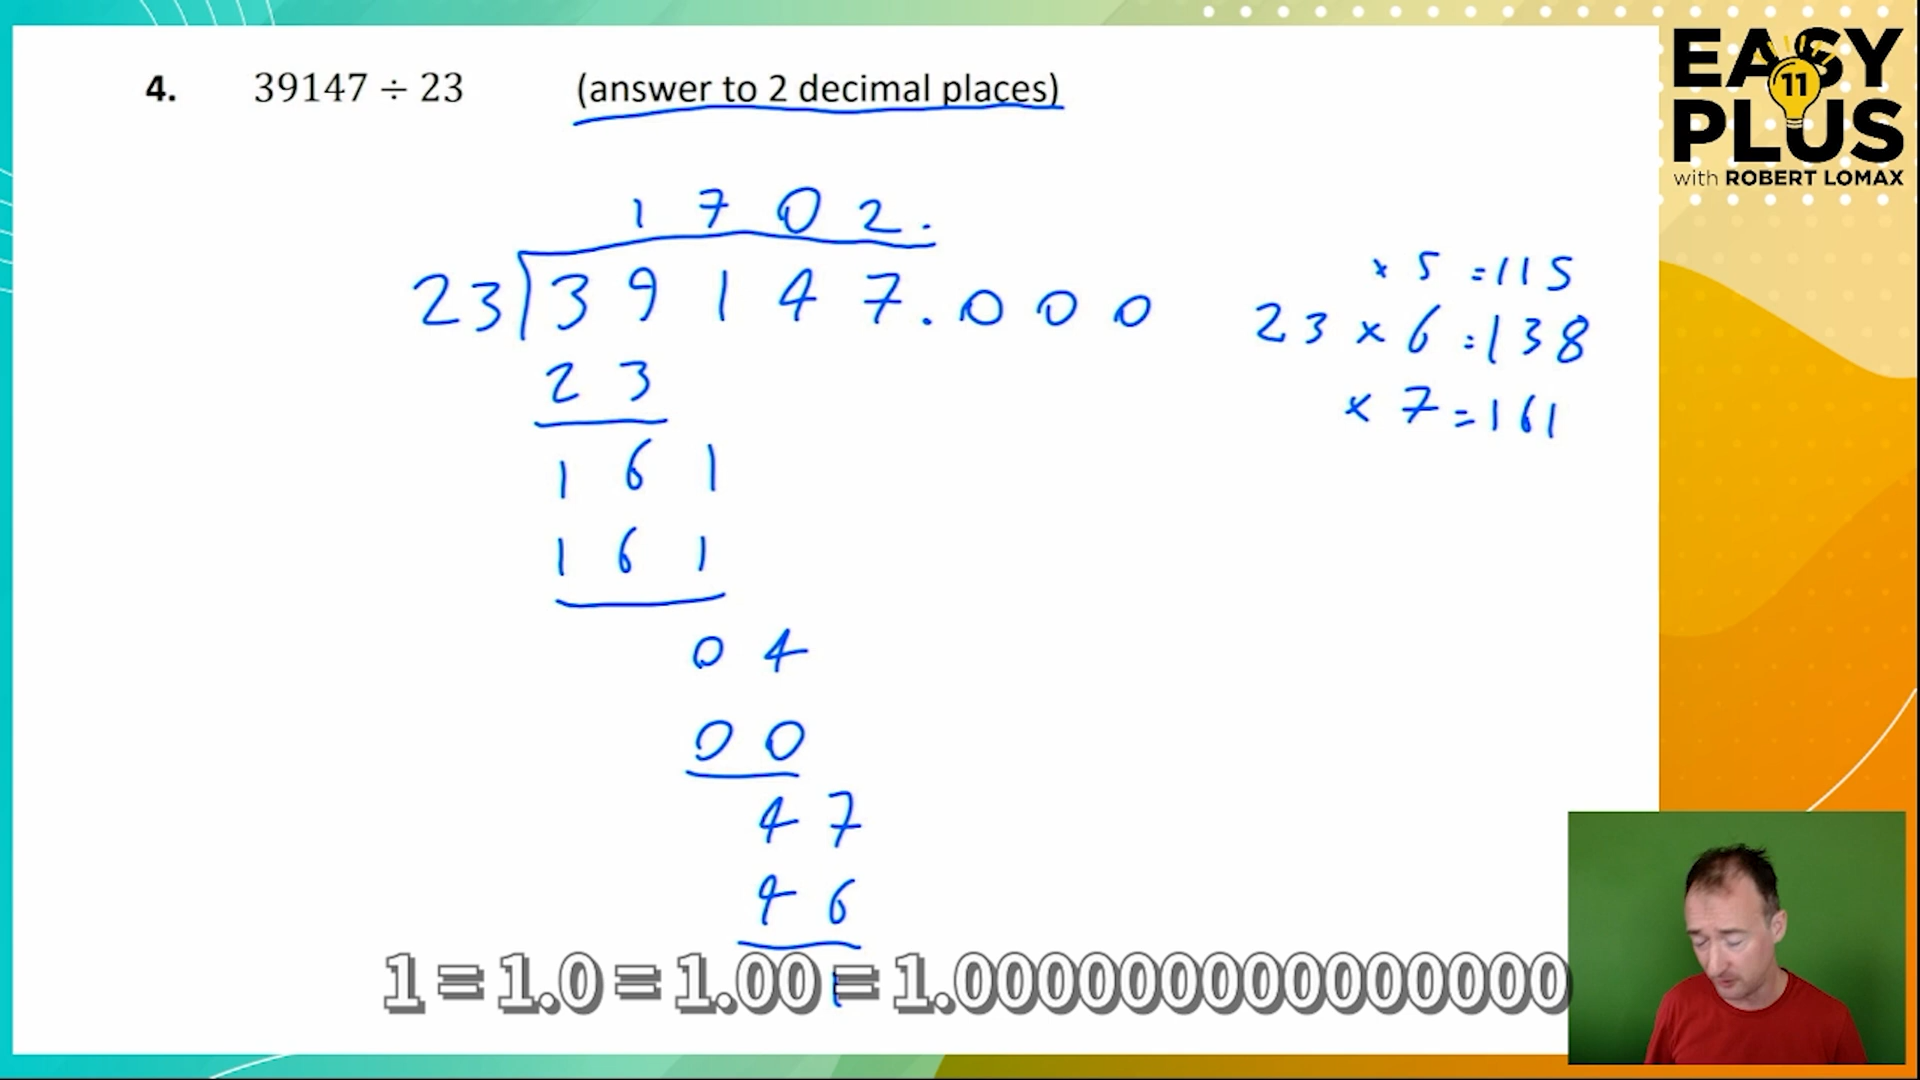 4. 39147 ÷ 23 (answer to 2 decimal places)
EASY
11
PLUS
with ROBERT LOMAX
1 7 0 2 .
23 3 9 1 4 7 . 0 0 0
× 5 = 115
23 × 6 = 138
× 7 = 161
2 3
1 6 1
1 6 1
0 4
0 0
4 7
4 6
1
1 = 1.0 = 1.00 = 1.0000000000000000